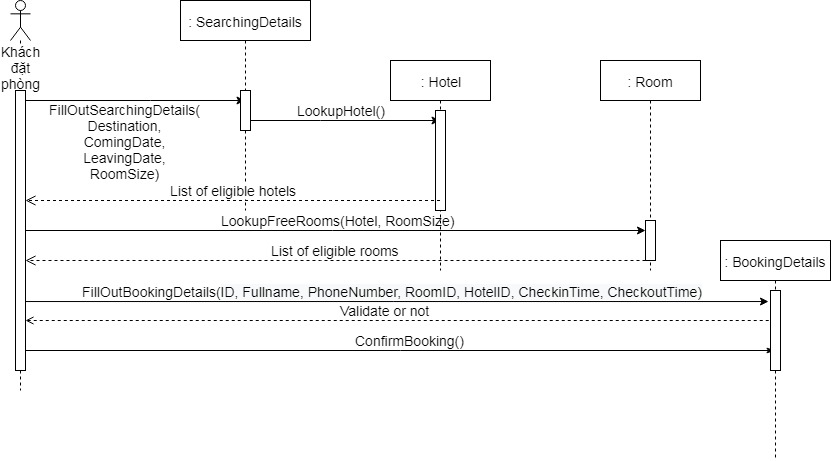 : SearchingDetails
Khách
đặt
phòng
: Hotel
: Room
FillOutSearchingDetails(
Destination,
ComingDate,
LeavingDate,
RoomSize)
LookupHotel()
List of eligible hotels
LookupFreeRooms(Hotel, RoomSize)
List of eligible rooms
: BookingDetails
FillOutBookingDetails(ID, Fullname, PhoneNumber, RoomID, HotelID, CheckinTime, CheckoutTime)
Validate or not
ConfirmBooking()